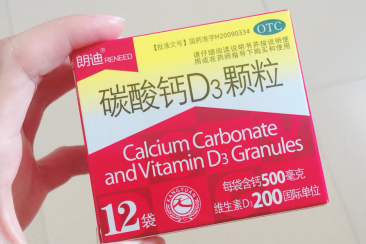 朗迪 RENEED
【批准文号】国药准字H20090334
OTC
请仔细阅读说明书并按说明使
用或在药师指导下购买和使用
碳酸钙D3颗粒
Calcium Carbonate
and Vitamin D3 Granules
12袋
FANGYUAN
每袋含钙500毫克
维生素D3200国际单位